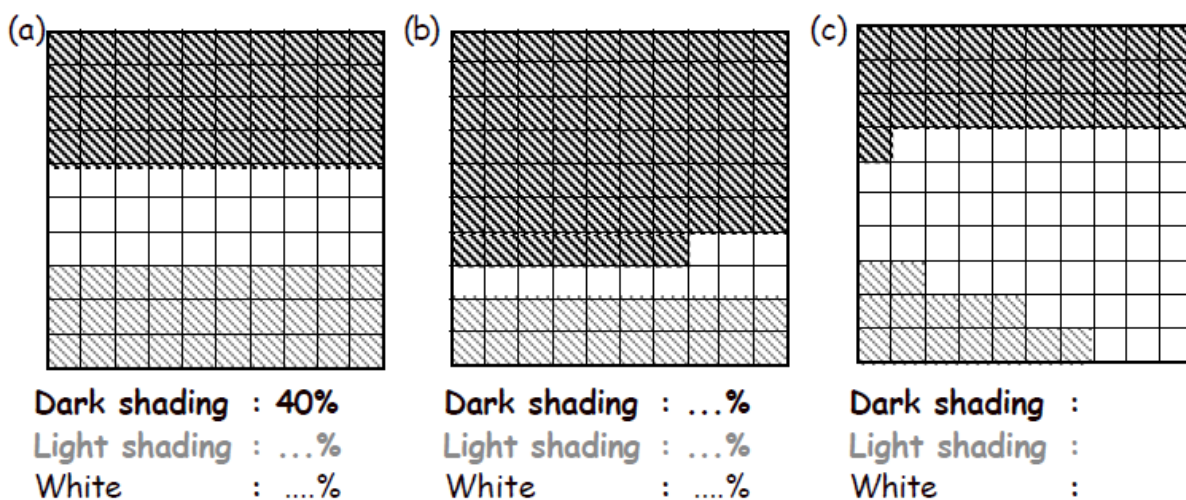 (a) (b) (c)
Dark shading : 40% Dark shading : ...% Dark shading :
Light shading : ...% Light shading : ...% Light shading :
White : ....% White : ....% White :